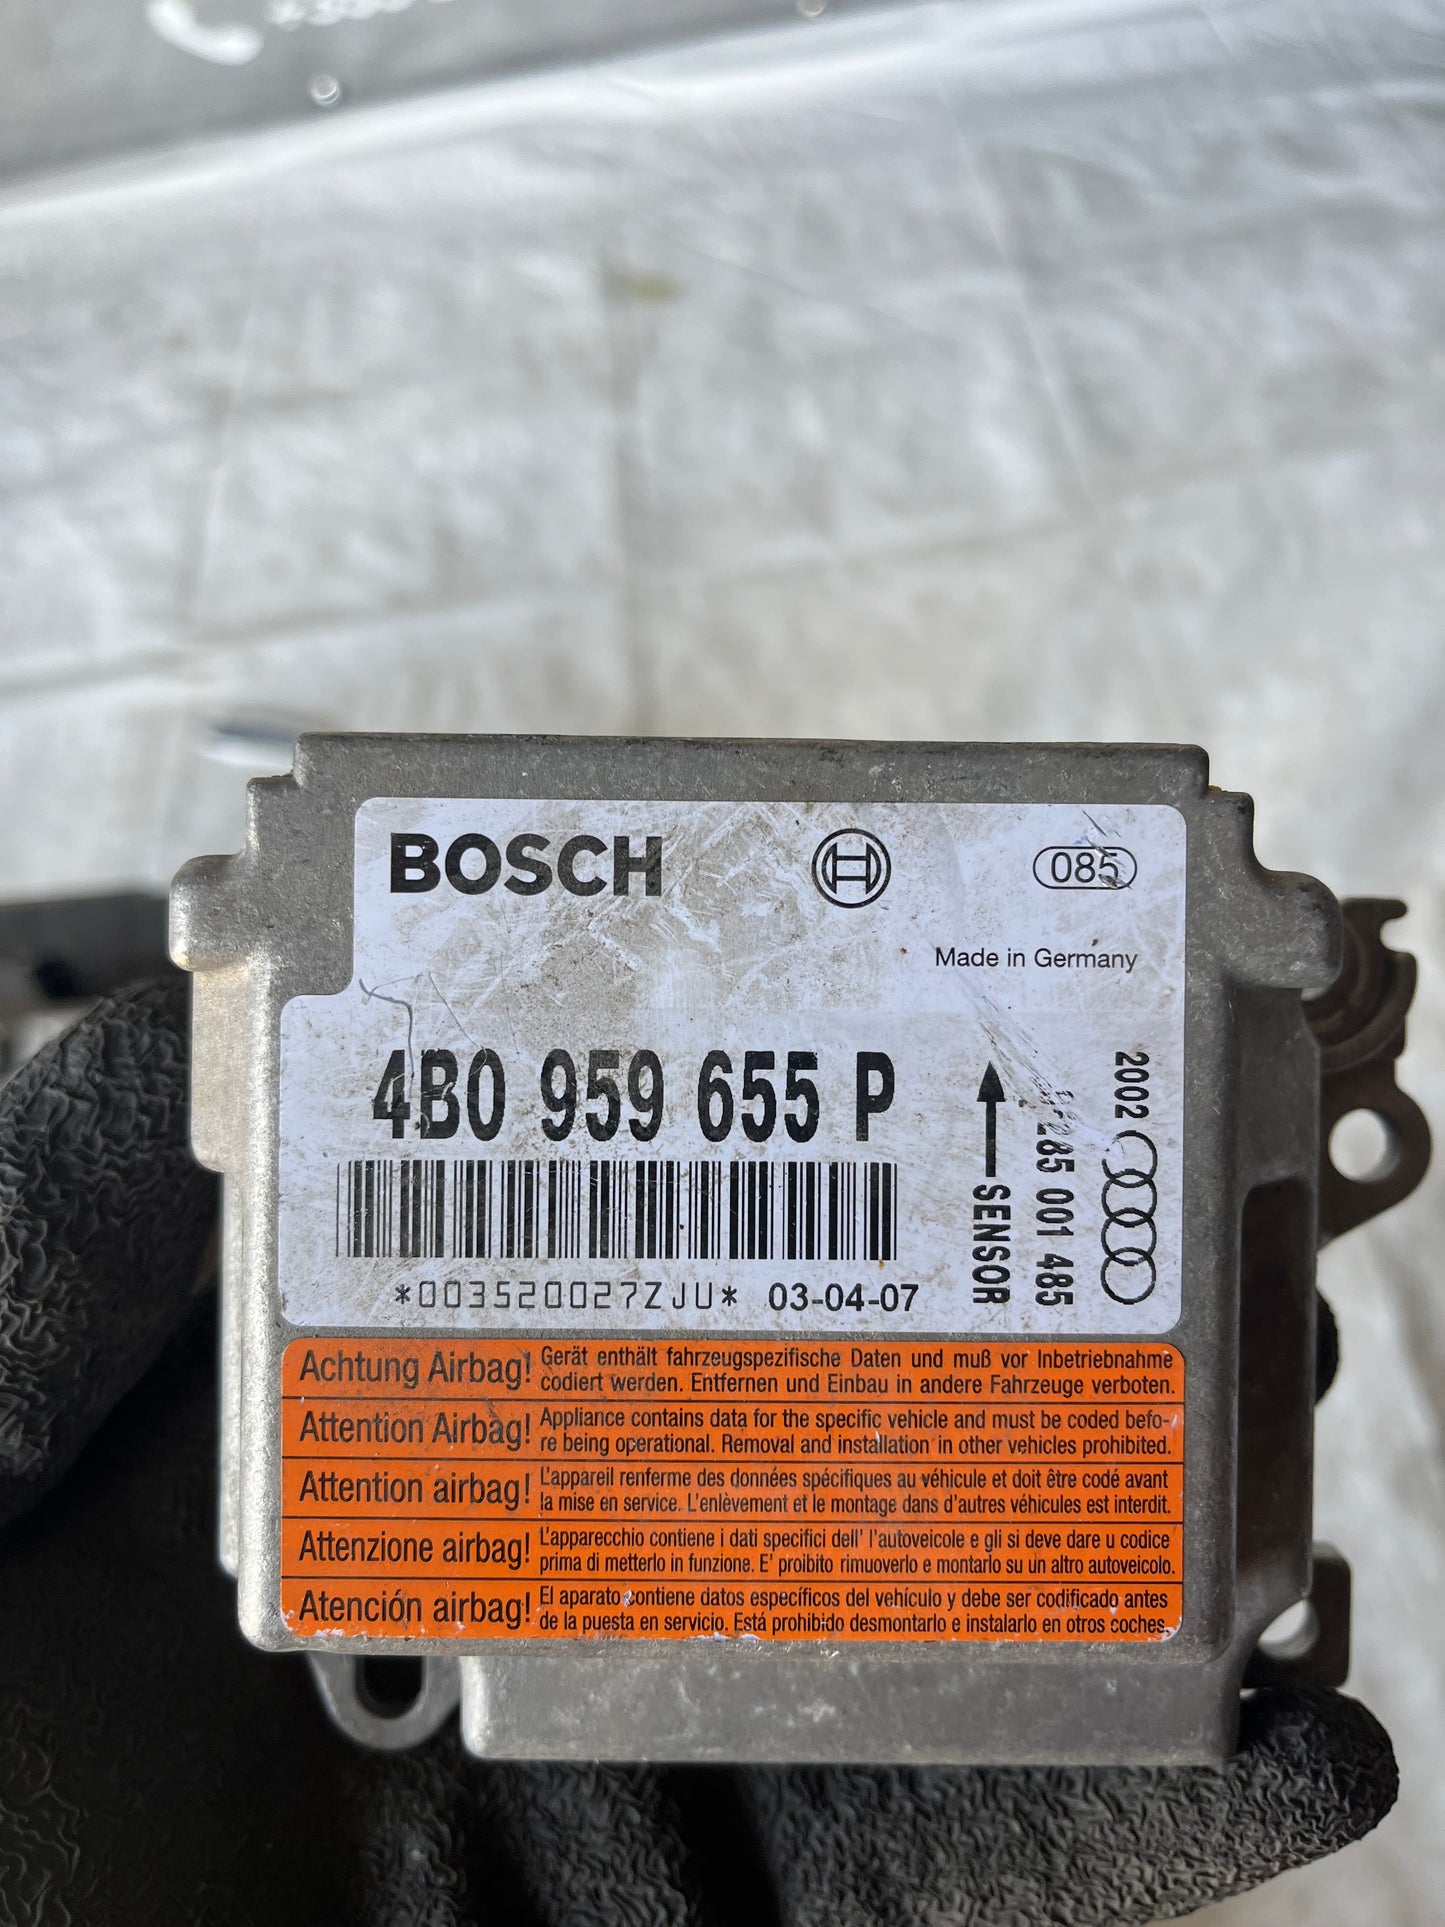 BOSCH
085
Made in Germany
4B0 959 655 P
*003520027ZJU* 03-04-07
SENSOR
285 001 485
2002
Achtung Airbag! Gerät enthält fahrzeugspezifische Daten und muß vor Inbetriebnahme
codiert werden. Entfernen und Einbau in andere Fahrzeuge verboten.
Attention Airbag! Appliance contains data for the specific vehicle and must be coded befo-
re being operational. Removal and installation in other vehicles prohibited.
Attention airbag! L'appareil renferme des données spécifiques au véhicule et doit être codé avant
la mise en service. L'enlèvement et le montage dans d'autres véhicules est interdit.
Attenzione airbag! L'apparecchio contiene i dati specifici dell' l'autoveicole e gli si deve dare u codice
prima di metterlo in funzione. E' proibito rimuoverlo e montarlo su un altro autoveicolo.
Atención airbag! El aparato contiene datos específicos del vehículo y debe ser codificado antes
de la puesta en servicio. Está prohibido desmontarlo e instalarlo en otros coches.